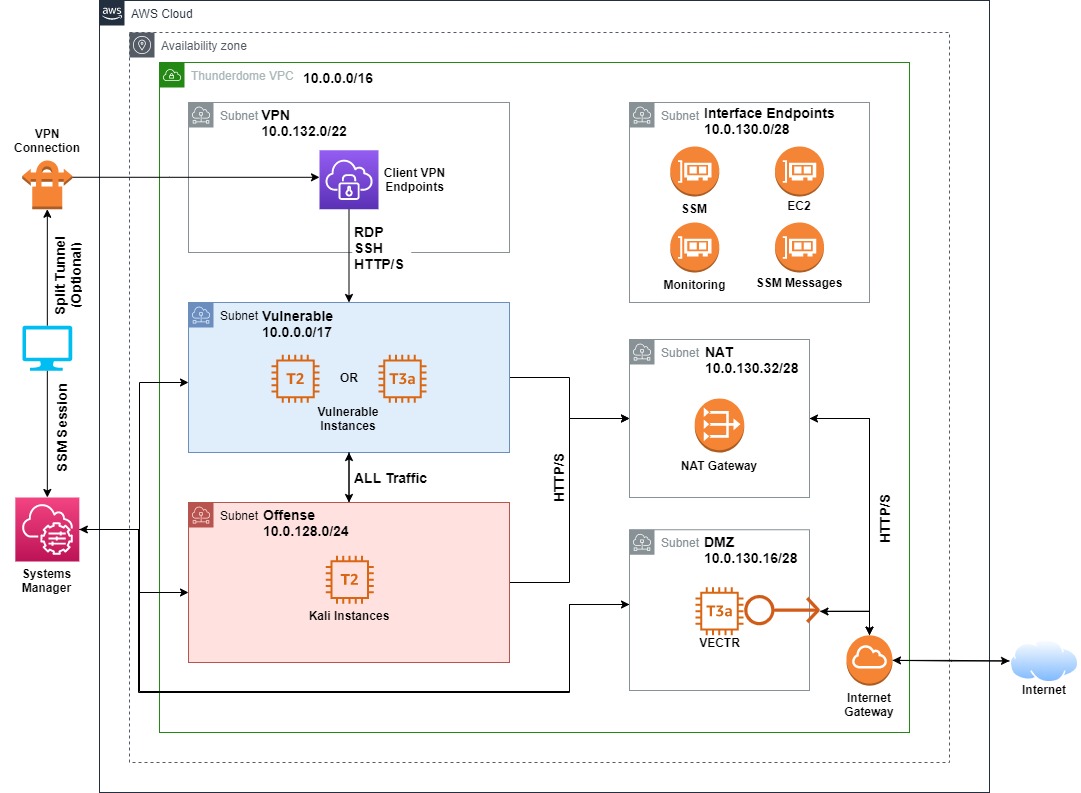 aws
AWS Cloud
Availability zone
Thunderdome VPC 10.0.0.0/16
Subnet VPN
10.0.132.0/22
Client VPN
Endpoints
VPN
Connection
RDP
SSH
HTTP/S
Subnet Interface Endpoints
10.0.130.0/28
SSM
EC2
Monitoring
SSM Messages
Split Tunnel
(Optional)
SSM Session
Systems
Manager
Subnet Vulnerable
10.0.0.0/17
T2
OR
T3a
Vulnerable
Instances
ALL Traffic
Subnet Offense
10.0.128.0/24
T2
Kali Instances
HTTP/S
Subnet NAT
10.0.130.32/28
NAT Gateway
Subnet DMZ
10.0.130.16/28
T3a
VECTR
HTTP/S
Internet
Gateway
Internet